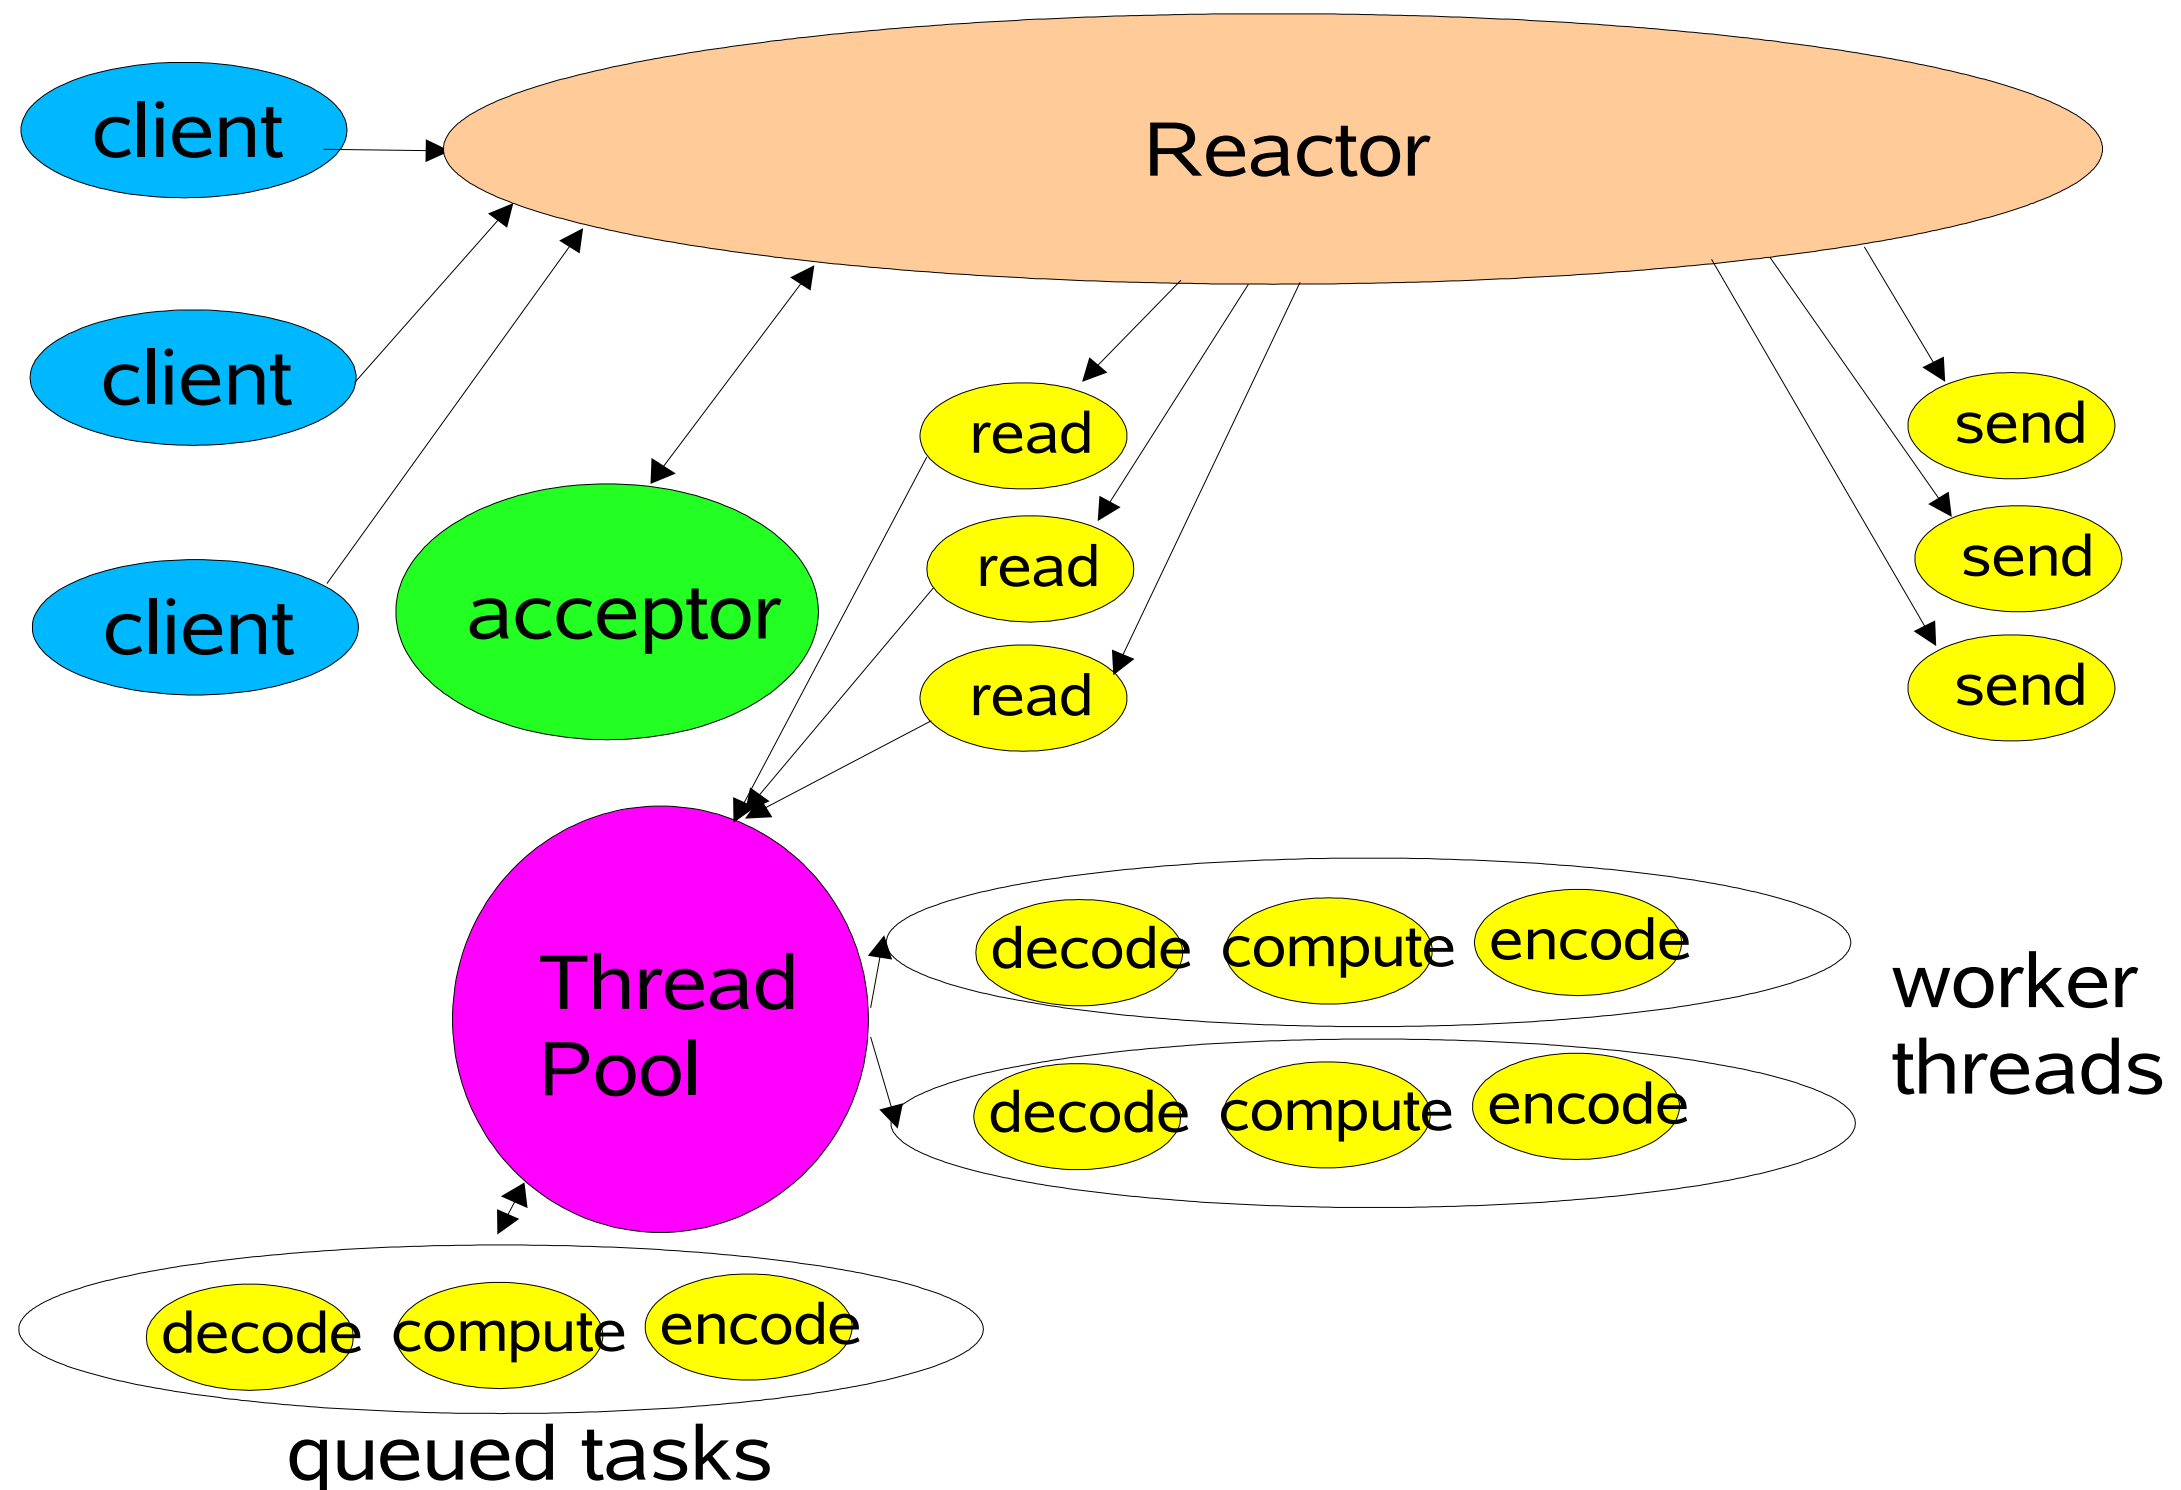 client
Reactor
client
client
acceptor
read
read
read
send
send
send
Thread
Pool
decode compute encode
decode compute encode
worker
threads
decode compute encode
queued tasks